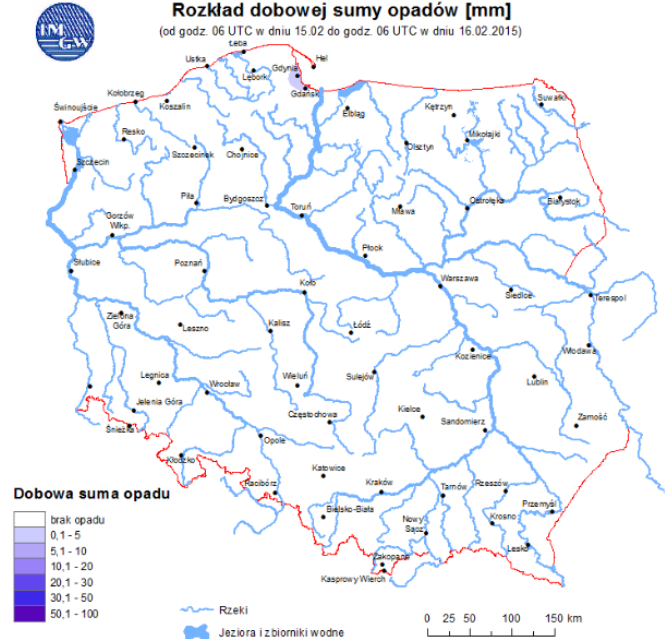 IM
GW
Rozkład dobowej sumy opadów [mm]
(od godz. 06 UTC w dniu 15.02 do godz. 06 UTC w dniu 16.02.2015)
Łeba
Hel
Ustka
Gdynia
Lębork
Gdańsk
Kołobrzeg
Koszalin
Świnoujście
Elbląg
Kętrzyn
Suwałki
Resko
Szczecinek
Chojnice
Olsztyn
Mikołajki
Szczecin
Piła
Bydgoszcz
Toruń
Mława
Ostrołęka
Białystok
Gorzów
Wlkp.
Płock
Słubice
Poznań
Koło
Warszawa
Siedlce
Terespol
Zielona
Góra
Leszno
Kalisz
Łódź
Kozienice
Włodawa
Legnica
Wrocław
Wieluń
Sulejów
Lublin
Jelenia Góra
Częstochowa
Kielce
Sandomierz
Zamość
Śnieżka
Opole
Kłodzko
Racibórz
Katowice
Kraków
Tarnów
Rzeszów
Przemyśl
Bielsko-Biała
Nowy
Sącz
Krosno
Lesko
Zakopane
Kasprowy Wierch
Dobowa suma opadu
brak opadu
0,1 - 5
5,1 - 10
10,1 - 20
20,1 - 30
30,1 - 50
50,1 - 100
Rzeki
Jeziora i zbiorniki wodne
0 25 50 100 150 km